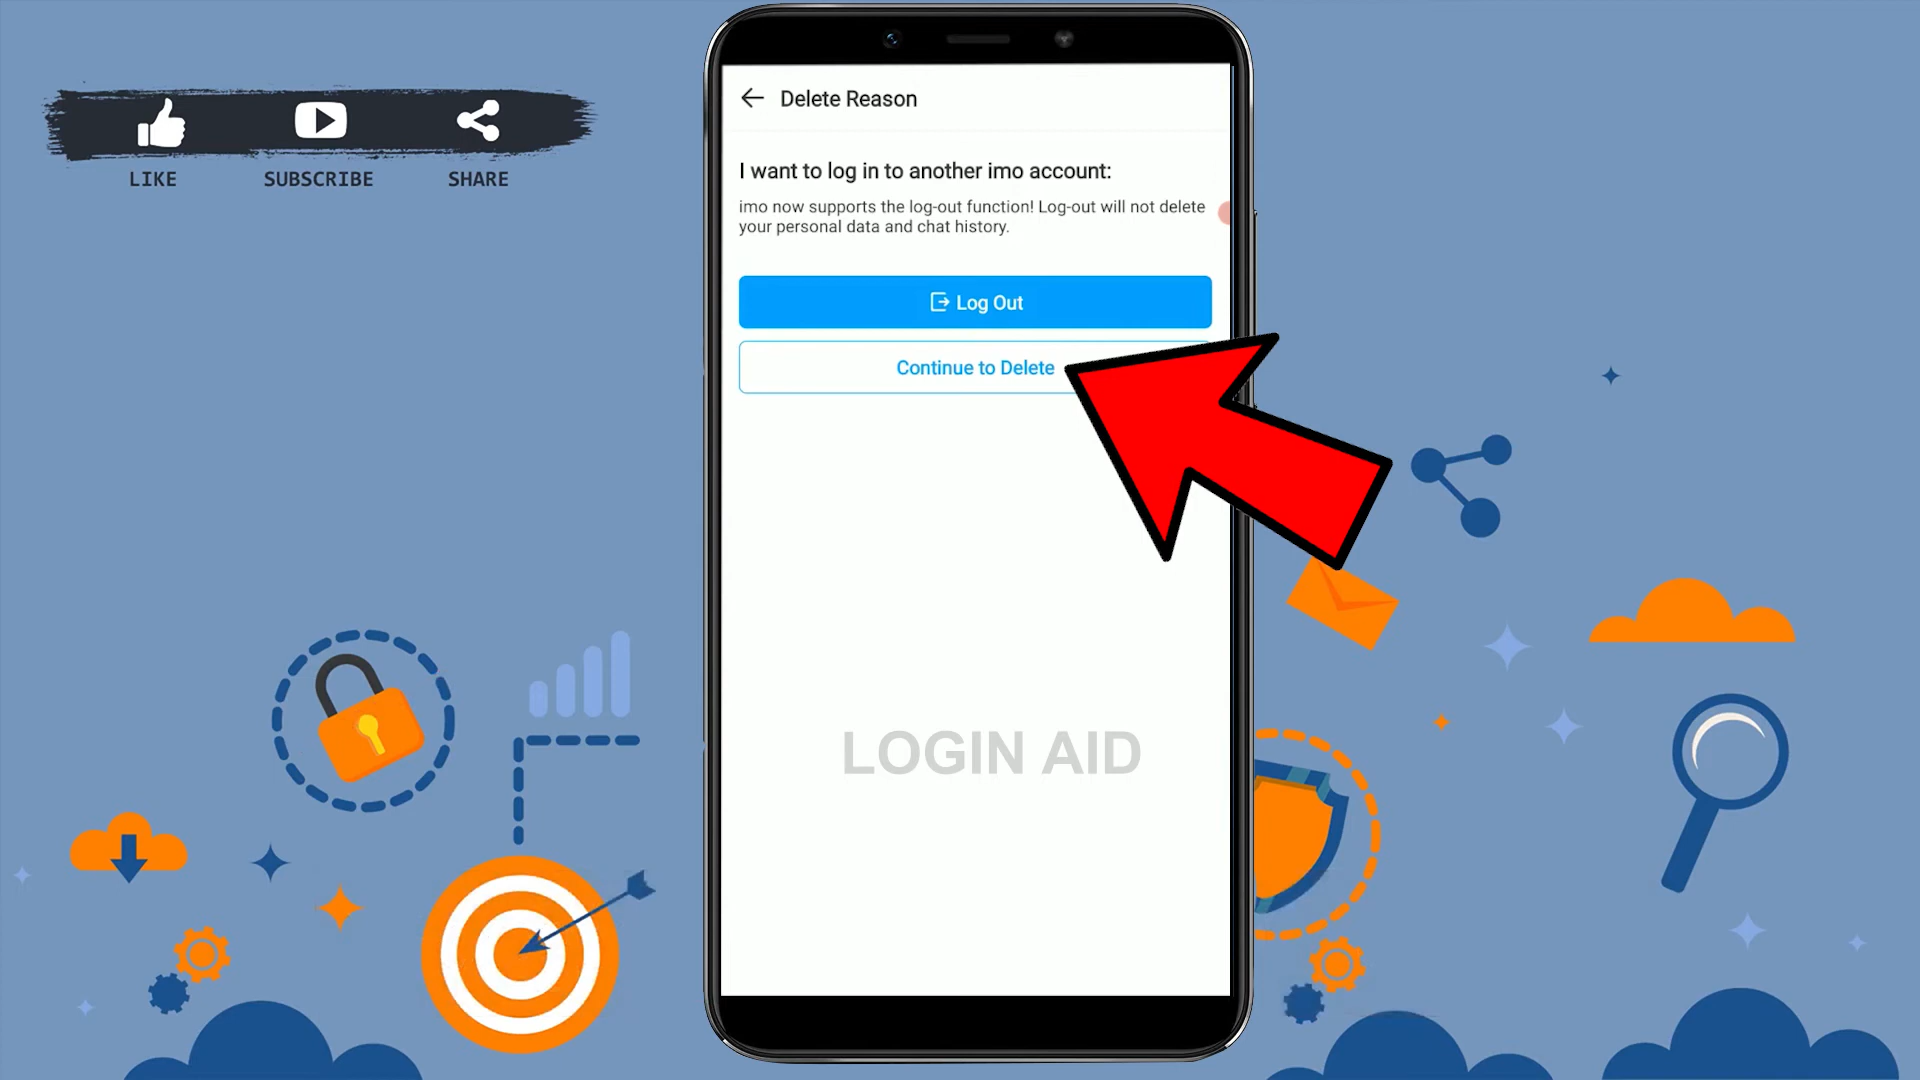 LIKE
SUBSCRIBE
SHARE
Delete Reason
I want to log in to another imo account:
imo now supports the log-out function! Log-out will not delete
your personal data and chat history.
Log Out
Continue to Delete
LOGIN AID